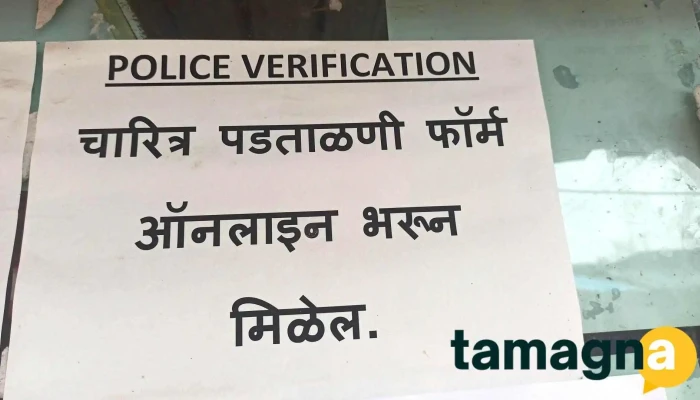 POLICE VERIFICATION
चारित्र पडताळणी फॉर्म
ऑनलाइन भरून
मिळेल.
tamagna